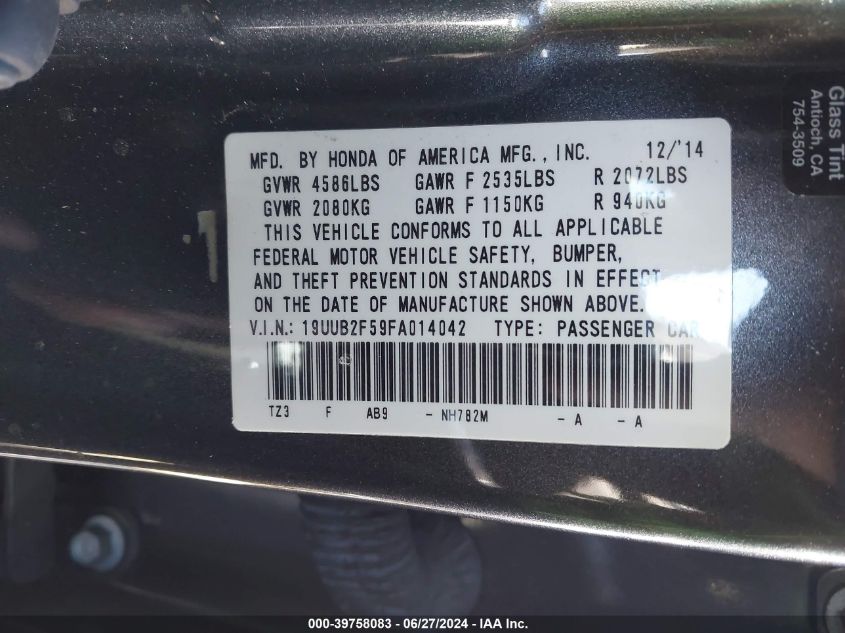 MFD. BY HONDA OF AMERICA MFG., INC. 12/'14
GVWR 4586LBS GAWR F 2535LBS R 2072LBS
GVWR 2080KG GAWR F 1150KG R 940KG
THIS VEHICLE CONFORMS TO ALL APPLICABLE
FEDERAL MOTOR VEHICLE SAFETY, BUMPER,
AND THEFT PREVENTION STANDARDS IN EFFECT
ON THE DATE OF MANUFACTURE SHOWN ABOVE.
V.I.N.: 19UUB2F59FA014042 TYPE: PASSENGER CAR
TZ3 F AB9 - NH782M - A - A
Glass Tint
Antioch, CA
754-3509
000-39758083 - 06/27/2024 - IAA Inc.